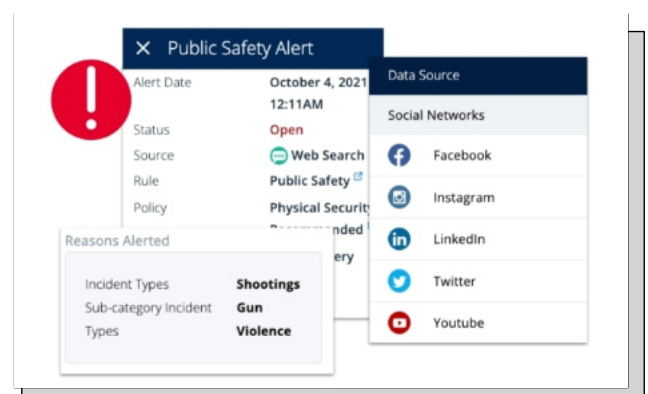 × Public Safety Alert
Alert Date October 4, 2021
12:11AM
Status Open
Source Web Search
Rule Public Safety
Policy Physical Security
Reasons Alerted
Incident Types Shootings
Sub-category Incident Gun
Types Violence
Data Source
Social Networks
Facebook
Instagram
LinkedIn
Twitter
Youtube